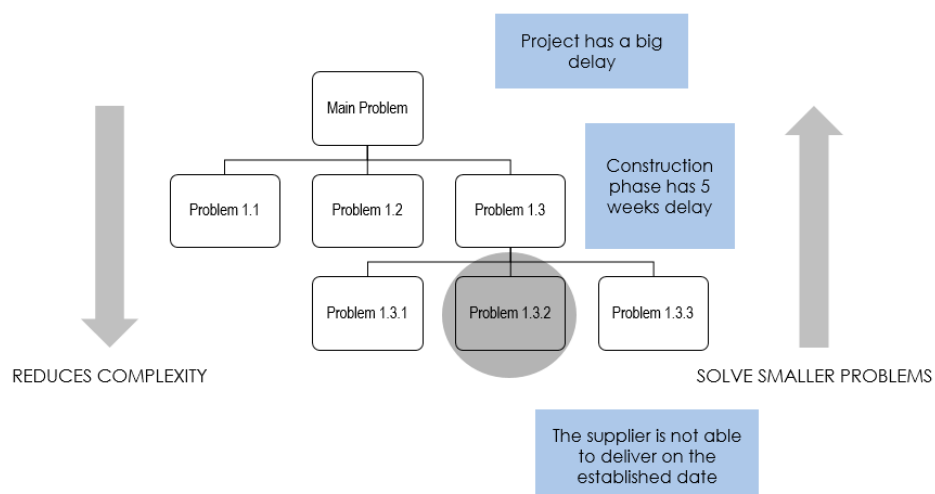 Project has a big
delay
Main Problem
Construction
phase has 5
weeks delay
Problem 1.1
Problem 1.2
Problem 1.3
Problem 1.3.1
Problem 1.3.2
Problem 1.3.3
REDUCES COMPLEXITY
SOLVE SMALLER PROBLEMS
The supplier is not able
to deliver on the
established date